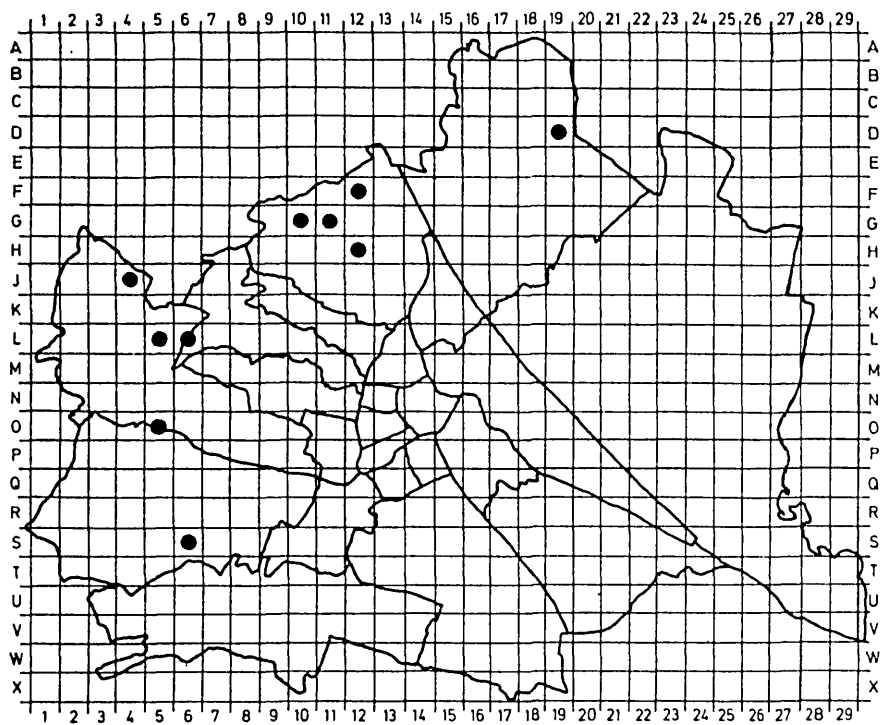 1 2 3 4 5 6 7 8 9 10 11 12 13 14 15 16 17 18 19 20 21 22 23 24 25 26 27 28 29
A A
B B
C C
D D
E E
F F
G G
H H
J J
K K
L L
M M
N N
O O
P P
Q Q
R R
S S
T T
U U
V V
W W
X X
1 2 3 4 5 6 7 8 9 10 11 12 13 14 15 16 17 18 19 20 21 22 23 24 25 26 27 28 29